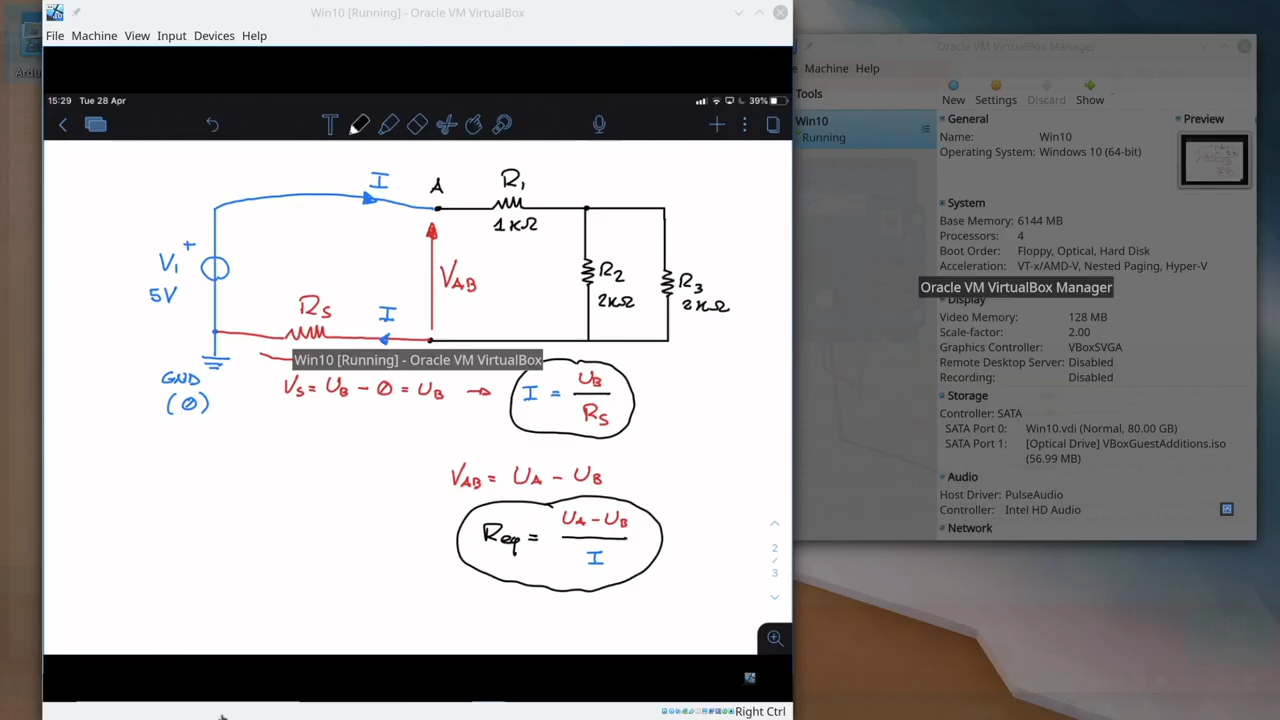 Win10 [Running] - Oracle VM VirtualBox
File Machine View Input Devices Help
15:29 Tue 28 Apr
39%
I
A
R1
1KΩ
V1
+
5V
VAB
R2
2KΩ
R3
2KΩ
RS
I
Win10 [Running] - Oracle VM VirtualBox
GND
(0)
VS = UB - 0 = UB → I = UB
RS
VAB = UA - UB
Req = UA - UB
I
2
/
3
Right Ctrl
Oracle VM VirtualBox Manager
Machine Help
Tools
New Settings Discard Show
Win10
Running
General
Name: Win10
Operating System: Windows 10 (64-bit)
Preview
System
Base Memory: 6144 MB
Processors: 4
Boot Order: Floppy, Optical, Hard Disk
Acceleration: VT-x/AMD-V, Nested Paging, Hyper-V
Oracle VM VirtualBox Manager
Display
Video Memory: 128 MB
Scale-factor: 2.00
Graphics Controller: VBoxSVGA
Remote Desktop Server: Disabled
Recording: Disabled
Storage
Controller: SATA
SATA Port 0: Win10.vdi (Normal, 80.00 GB)
SATA Port 1: [Optical Drive] VBoxGuestAdditions.iso
(56.99 MB)
Audio
Host Driver: PulseAudio
Controller: Intel HD Audio
Network